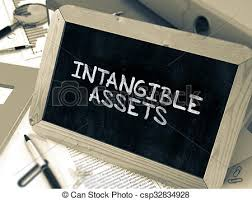 INTANGIBLE
ASSETS
© Can Stock Photo - csp32834928